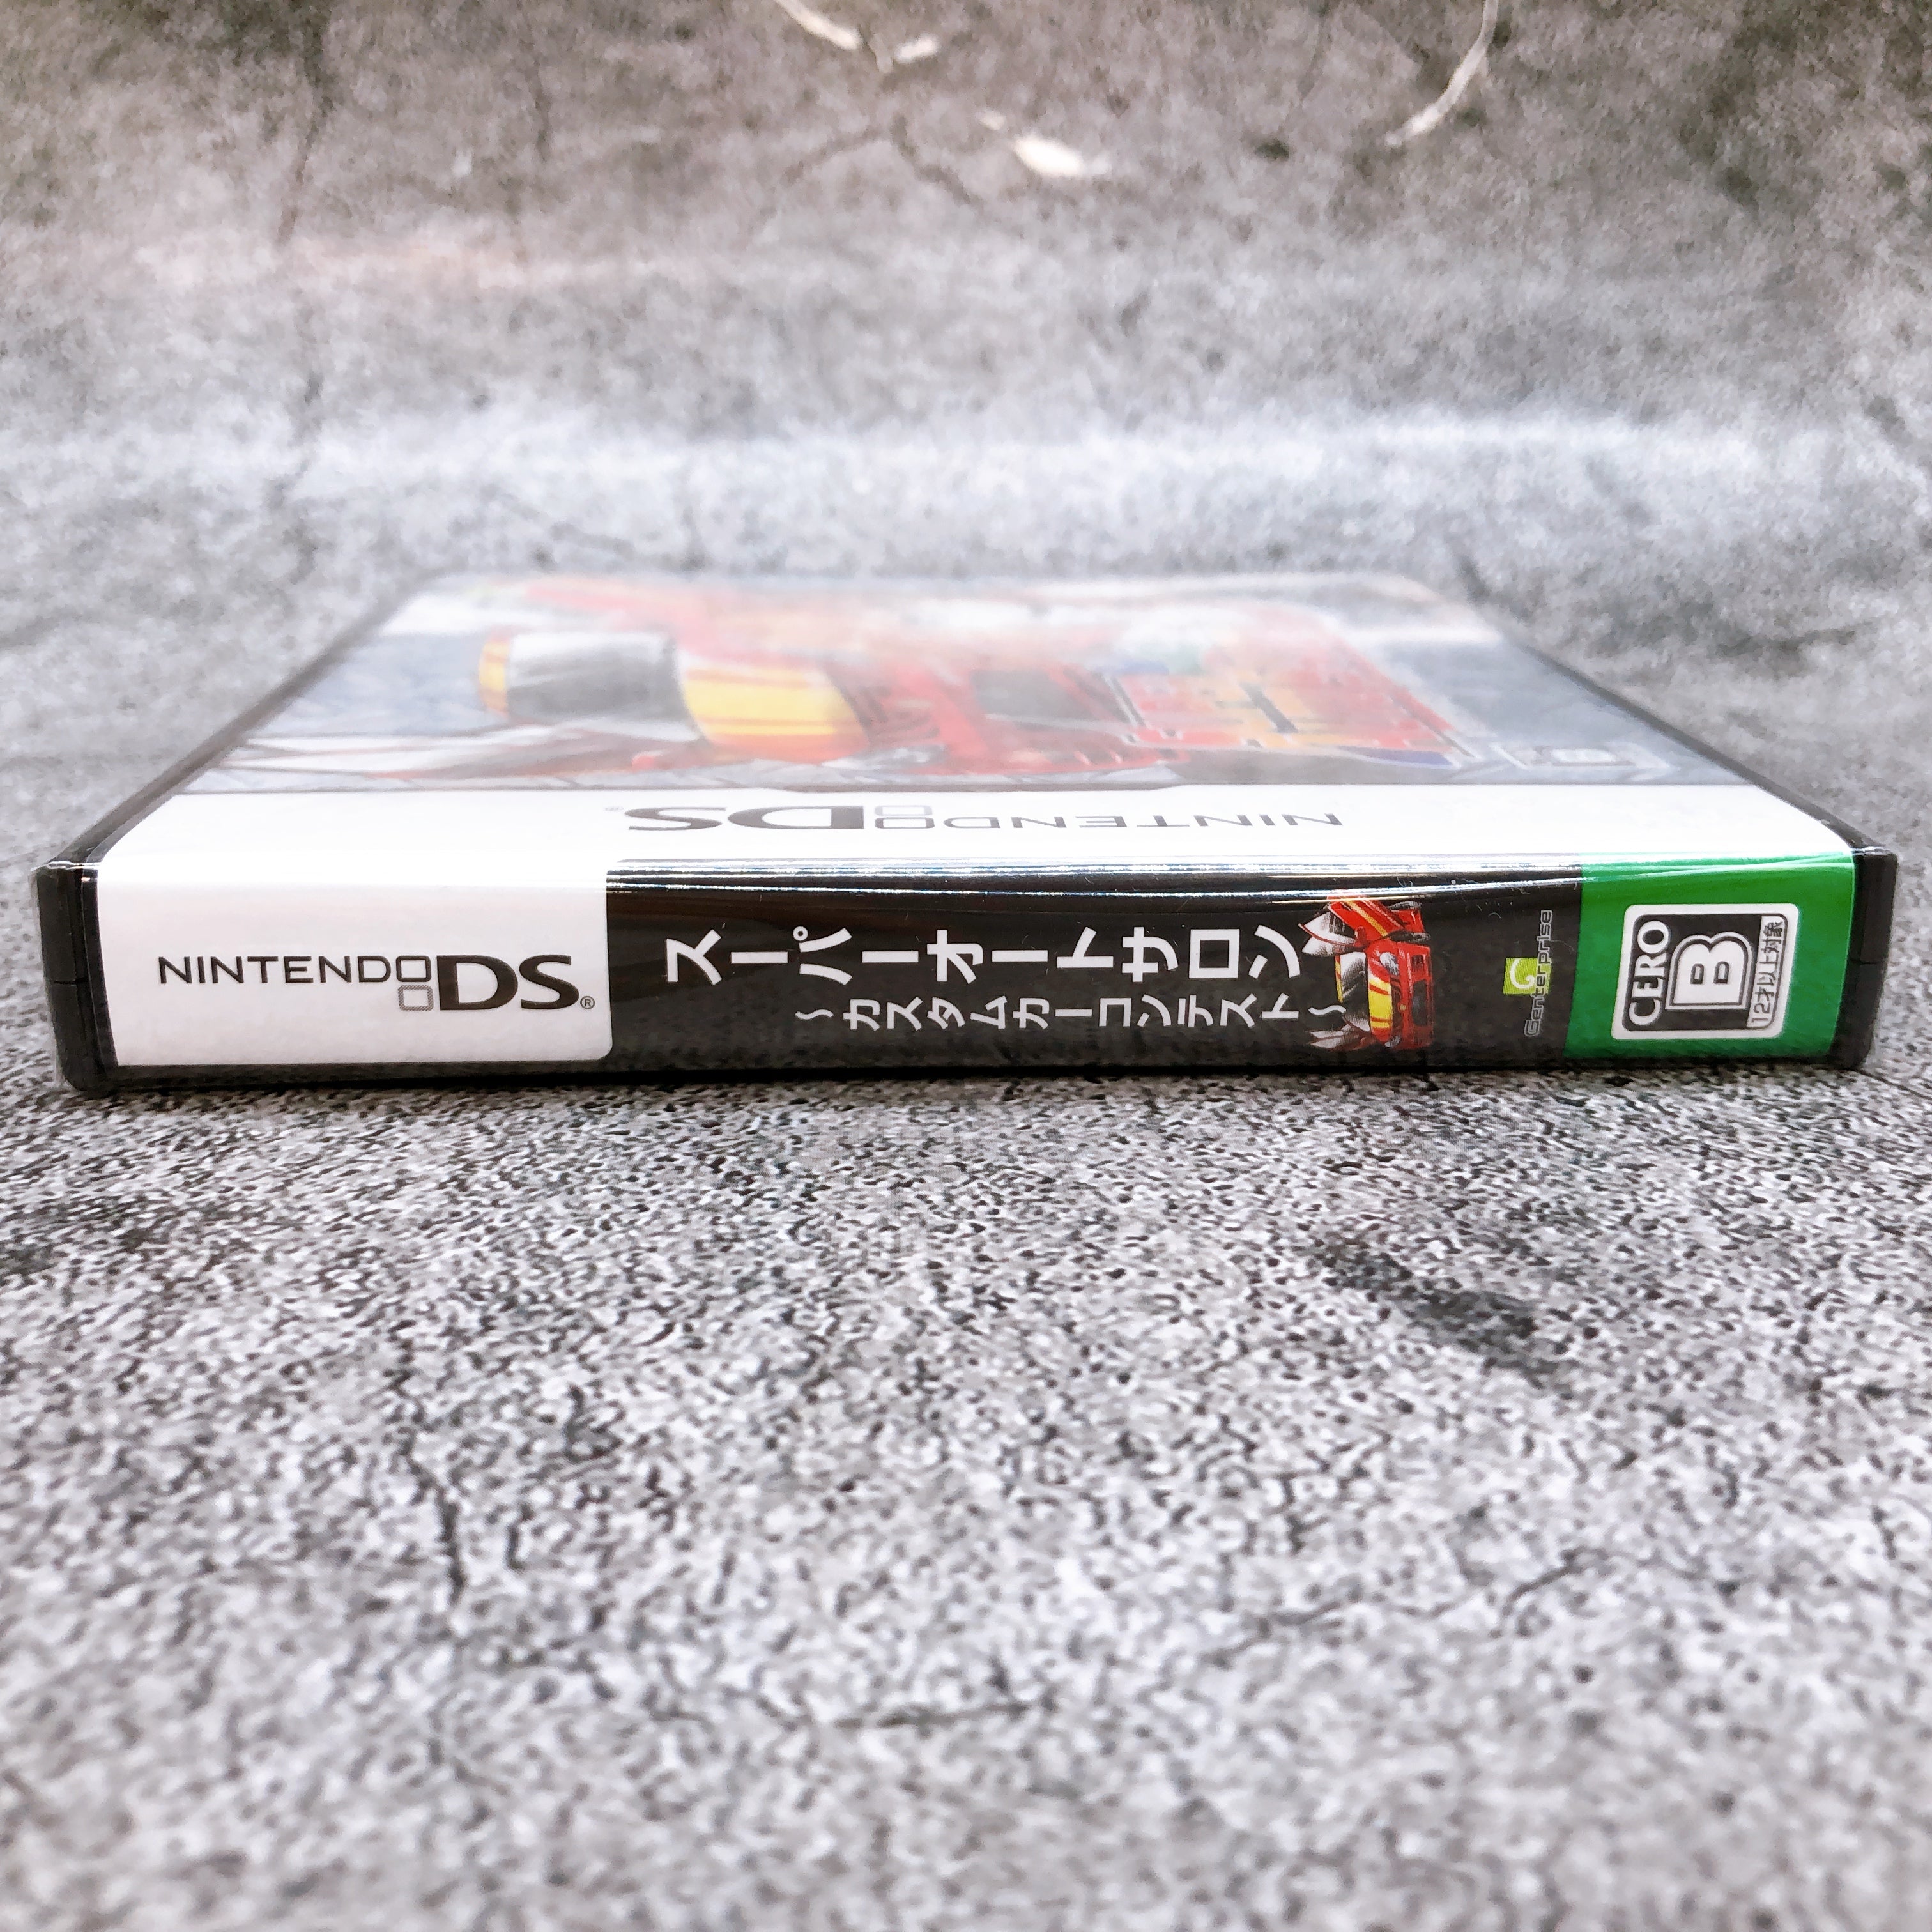 NINTENDO DS®
NINTENDO DS®
スーパーオートサロン
～カスタムカーコンテスト～
Genterprise
CERO
B
12才以上対象